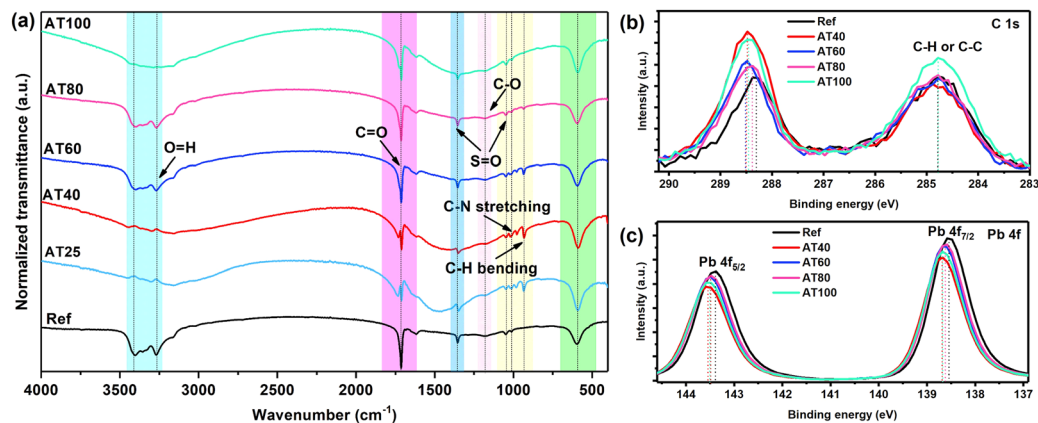 (a)
AT100
AT80
AT60
AT40
AT25
Ref
O=H
C=O
C-O
S=O
C-N stretching
C-H bending
Normalized transmittance (a.u.)
4000 3500 3000 2500 2000 1500 1000 500
Wavenumber (cm⁻¹)
(b)
C 1s
Ref
AT40
AT60
AT80
AT100
C-H or C-C
Intensity (a.u.)
290 289 288 287 286 285 284 283
Binding energy (eV)
(c)
Pb 4f
Ref
AT40
AT60
AT80
AT100
Pb 4f5/2
Pb 4f7/2
Intensity (a.u.)
144 143 142 141 140 139 138 137
Binding energy (eV)